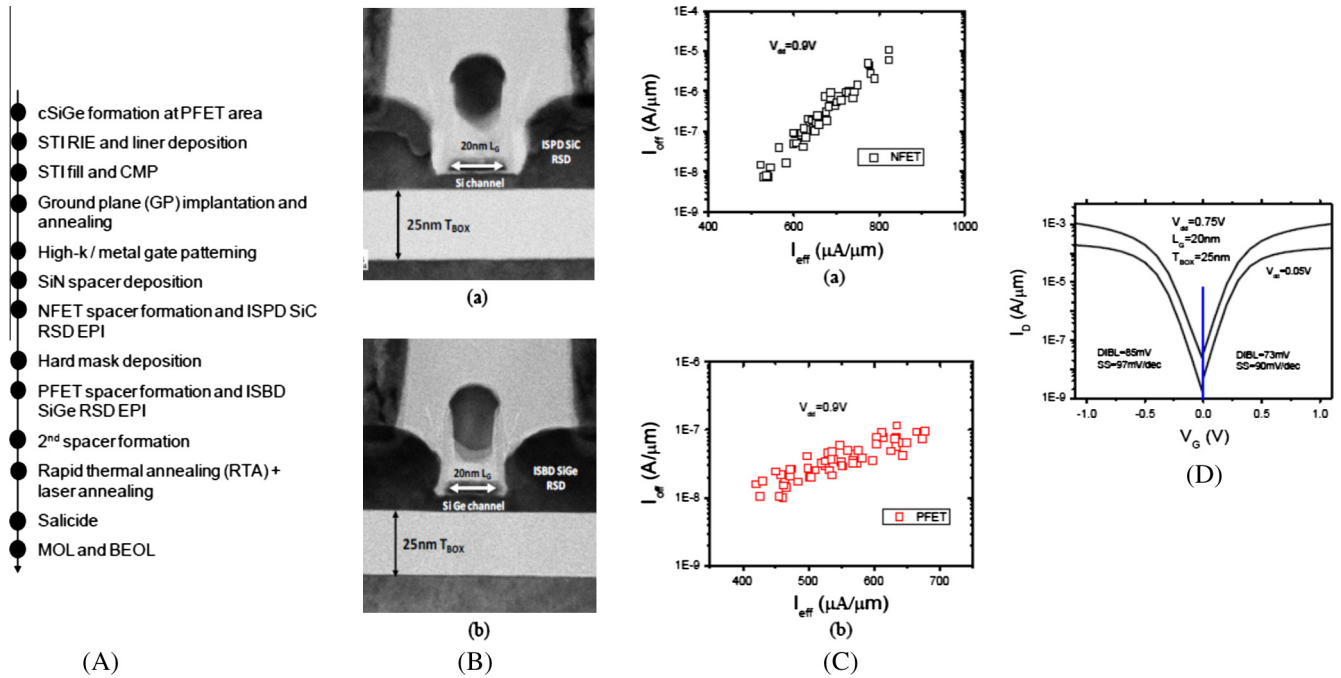 cSiGe formation at PFET area
STI RIE and liner deposition
STI fill and CMP
Ground plane (GP) implantation and
annealing
High-k / metal gate patterning
SiN spacer deposition
NFET spacer formation and ISPD SiC
RSD EPI
Hard mask deposition
PFET spacer formation and ISBD
SiGe RSD EPI
2nd spacer formation
Rapid thermal annealing (RTA) +
laser annealing
Salicide
MOL and BEOL
(A)
20nm LG
ISPD SiC
RSD
Si channel
25nm TBOX
(a)
20nm LG
ISBD SiGe
RSD
Si Ge channel
25nm TBOX
(b)
(B)
1E-4
1E-5
1E-6
1E-7
1E-8
1E-9
Ioff (A/μm)
Vdd=0.9V
NFET
400
600
800
1000
Ieff (μA/μm)
(a)
1E-6
1E-7
1E-8
1E-9
Ioff (A/μm)
Vdd=0.9V
PFET
400
500
600
700
Ieff (μA/μm)
(b)
(C)
1E-3
1E-5
1E-7
1E-9
ID (A/μm)
Vdd=0.75V
LG=20nm
TBOX=25nm
Vdd=0.05V
DIBL=85mV
SS=97mV/dec
DIBL=73mV
SS=90mV/dec
-1.0
-0.5
0.0
0.5
1.0
VG (V)
(D)